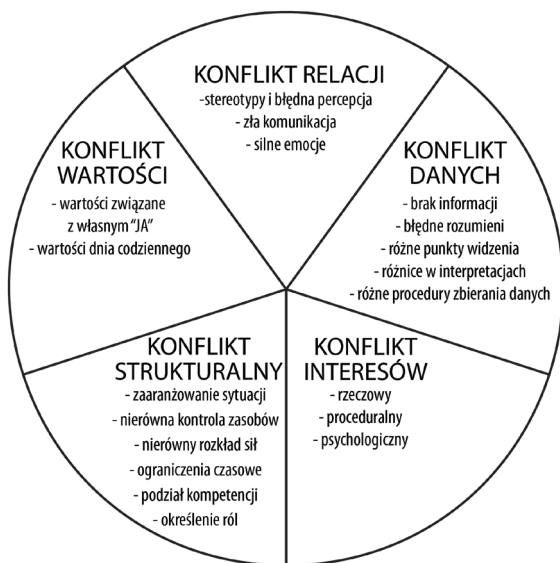 KONFLIKT RELACJI
-stereotypy i błędna percepcja
- zła komunikacja
- silne emocje
KONFLIKT
WARTOŚCI
- wartości związane
z własnym "JA"
- wartości dnia codziennego
KONFLIKT
DANYCH
- brak informacji
- błędne rozumieni
- różne punkty widzenia
- różnice w interpretacjach
- różne procedury zbierania danych
KONFLIKT
STRUKTURALNY
- zaaranżowanie sytuacji
- nierówna kontrola zasobów
- nierówny rozkład sił
- ograniczenia czasowe
- podział kompetencji
- określenie ról
KONFLIKT
INTERESÓW
- rzeczowy
- proceduralny
- psychologiczny